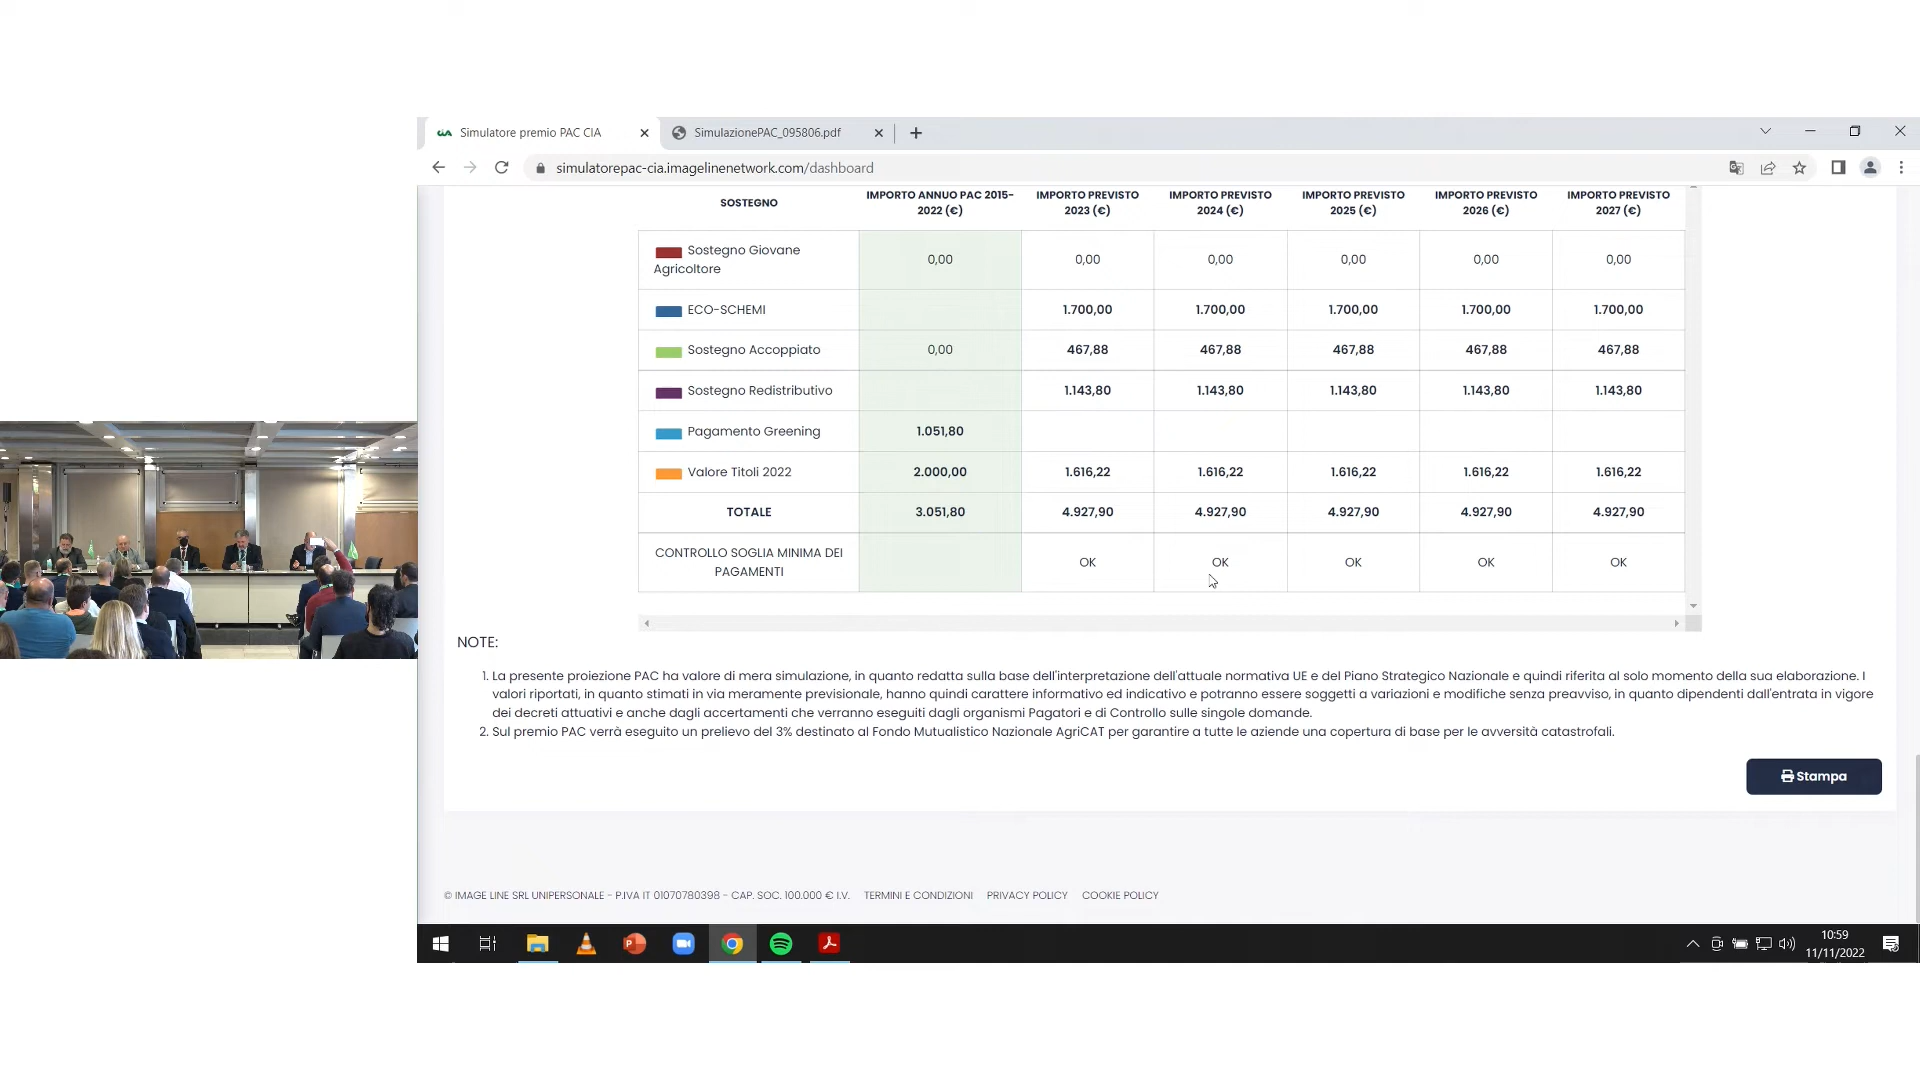 Simulatore premio PAC CIA
SimulazionePAC_095806.pdf
simulatorepac-cia.imagelinenetwork.com/dashboard
SOSTEGNO
IMPORTO ANNUO PAC 2015-
2022 (€)
IMPORTO PREVISTO
2023 (€)
IMPORTO PREVISTO
2024 (€)
IMPORTO PREVISTO
2025 (€)
IMPORTO PREVISTO
2026 (€)
IMPORTO PREVISTO
2027 (€)
Sostegno Giovane
Agricoltore
0,00 0,00 0,00 0,00 0,00 0,00
ECO-SCHEMI 1.700,00 1.700,00 1.700,00 1.700,00 1.700,00
Sostegno Accoppiato 0,00 467,88 467,88 467,88 467,88 467,88
Sostegno Redistributivo 1.143,80 1.143,80 1.143,80 1.143,80 1.143,80
Pagamento Greening 1.051,80
Valore Titoli 2022 2.000,00 1.616,22 1.616,22 1.616,22 1.616,22 1.616,22
TOTALE 3.051,80 4.927,90 4.927,90 4.927,90 4.927,90 4.927,90
CONTROLLO SOGLIA MINIMA DEI
PAGAMENTI
OK OK OK OK OK
NOTE:
1. La presente proiezione PAC ha valore di mera simulazione, in quanto redatta sulla base dell'interpretazione dell'attuale normativa UE e del Piano Strategico Nazionale e quindi riferita al solo momento della sua elaborazione. I
valori riportati, in quanto stimati in via meramente previsionale, hanno quindi carattere informativo ed indicativo e potranno essere soggetti a variazioni e modifiche senza preavviso, in quanto dipendenti dall'entrata in vigore
dei decreti attuativi e anche dagli accertamenti che verranno eseguiti dagli organismi Pagatori e di Controllo sulle singole domande.
2. Sul premio PAC verrà eseguito un prelievo del 3% destinato al Fondo Mutualistico Nazionale AgriCAT per garantire a tutte le aziende una copertura di base per le avversità catastrofali.
Stampa
© IMAGE LINE SRL UNIPERSONALE - P.IVA IT 01070780398 - CAP. SOC. 100.000 € I.V. TERMINI E CONDIZIONI PRIVACY POLICY COOKIE POLICY
10:59
11/11/2022